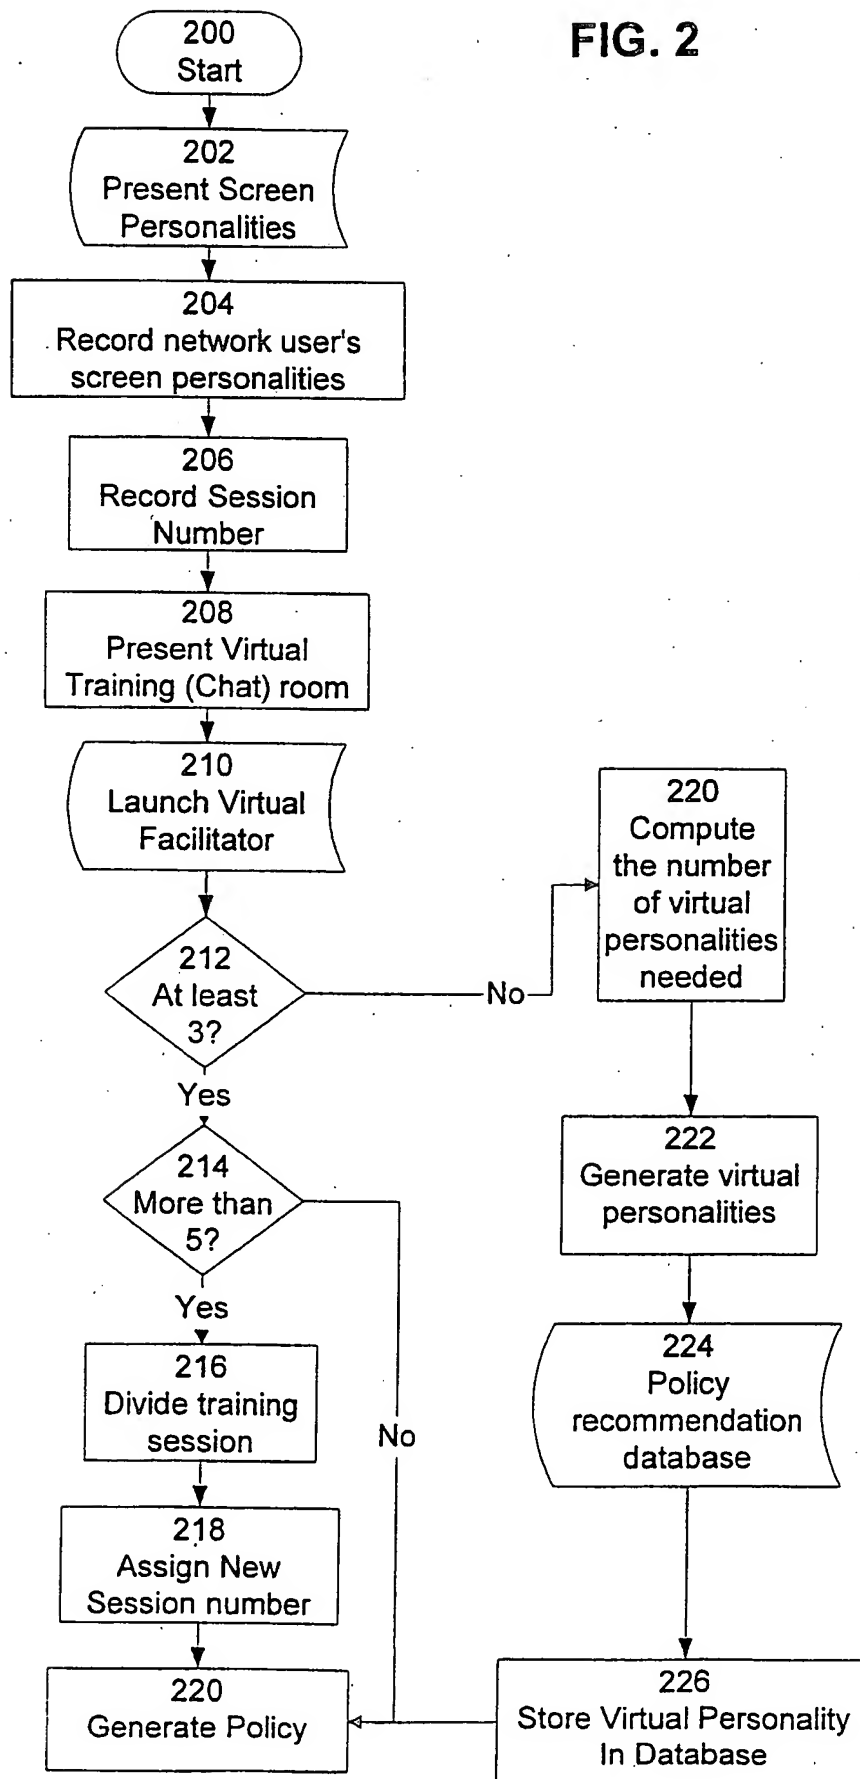 FIG. 2
200
Start
202
Present Screen
Personalities
204
Record network user's
screen personalities
206
Record Session
Number
208
Present Virtual
Training (Chat) room
210
Launch Virtual
Facilitator
212
At least
3?
No
Yes
214
More than
5?
Yes
No
216
Divide training
session
218
Assign New
Session number
220
Generate Policy
220
Compute
the number
of virtual
personalities
needed
222
Generate virtual
personalities
224
Policy
recommendation
database
226
Store Virtual Personality
In Database